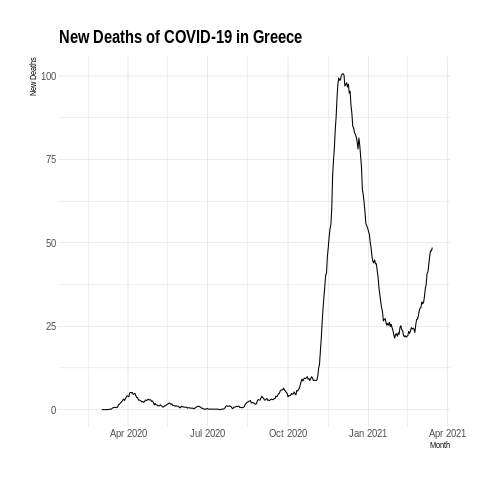 New Deaths of COVID-19 in Greece
New Deaths
100
75
50
25
0
Apr 2020 Jul 2020 Oct 2020 Jan 2021 Apr 2021
Month